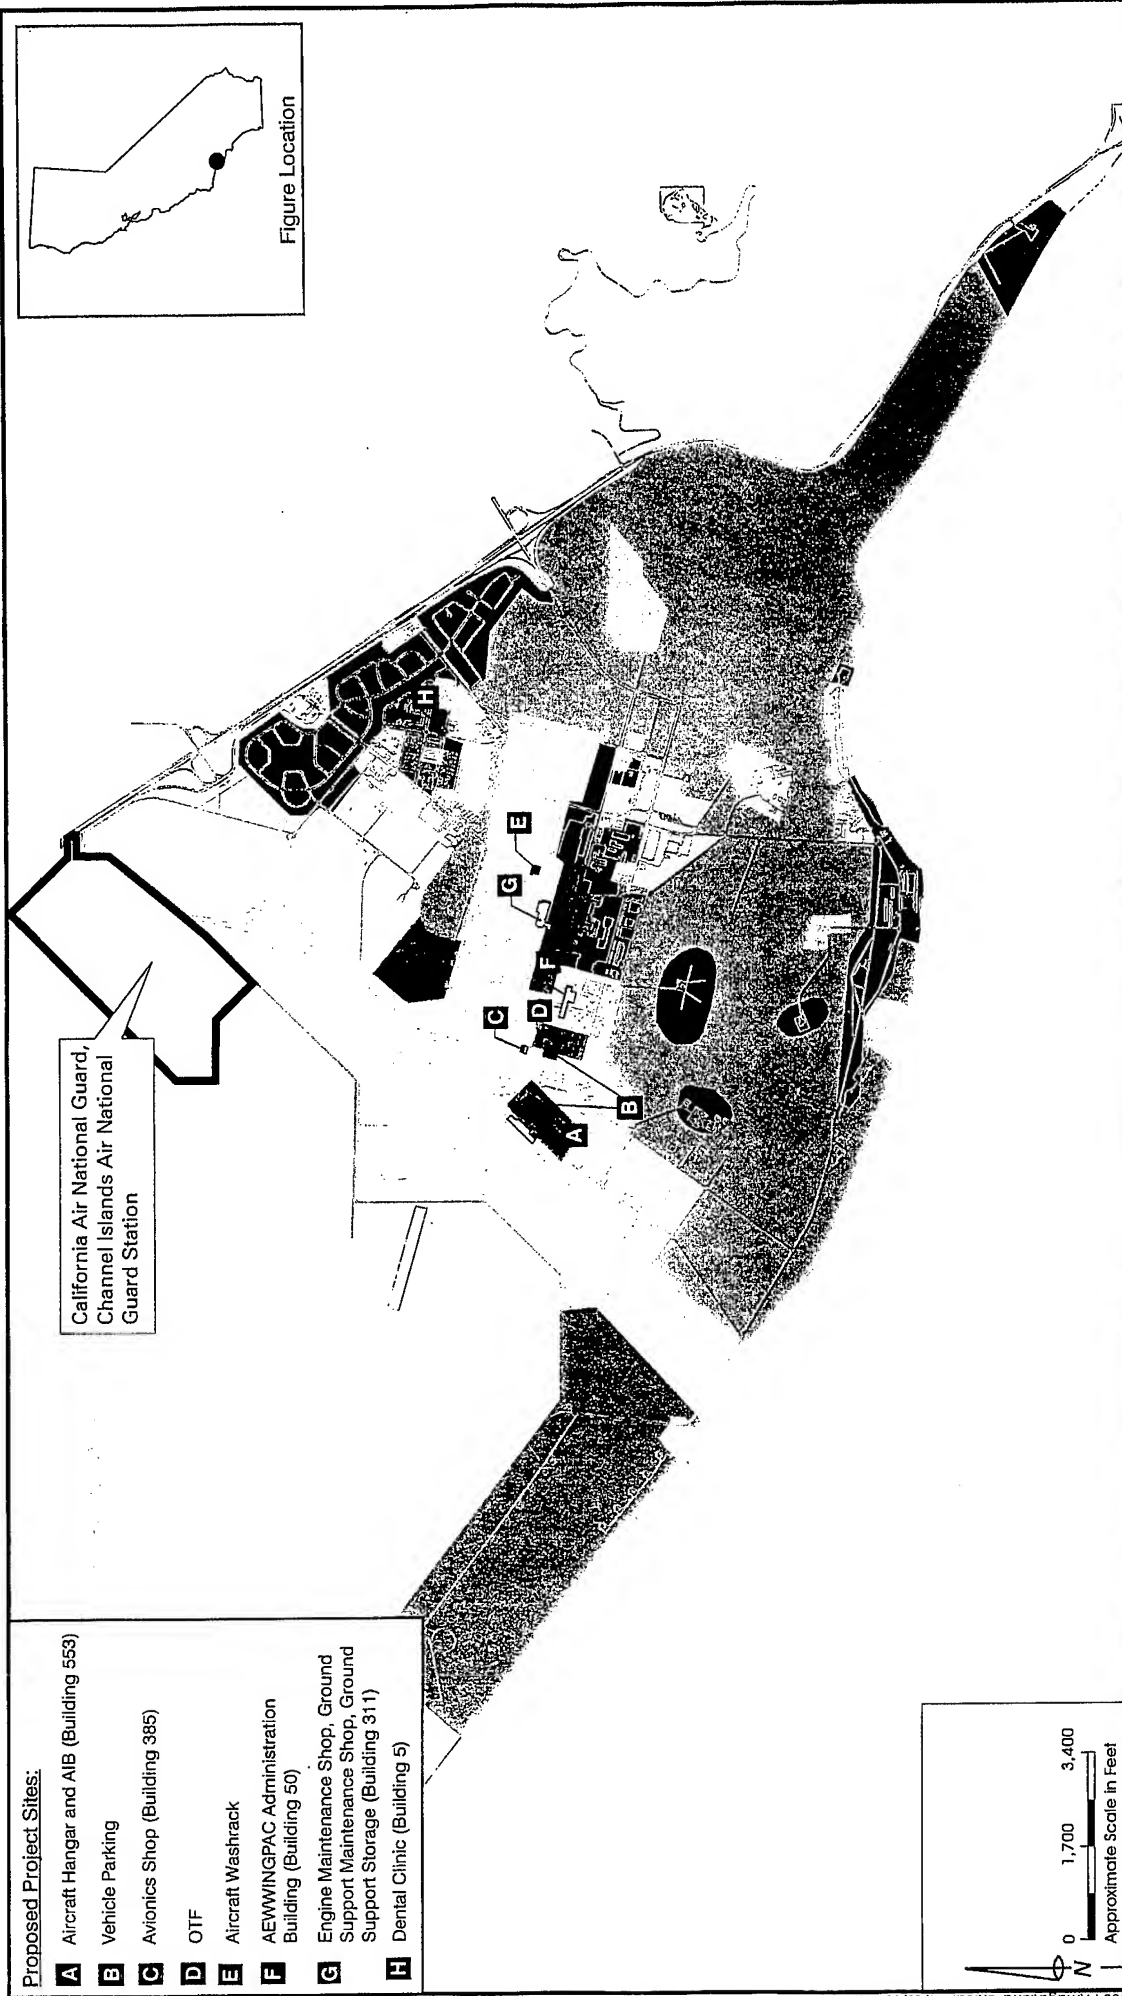 Proposed Project Sites:
A Aircraft Hangar and AIB (Building 553)
B Vehicle Parking
C Avionics Shop (Building 385)
D OTF
E Aircraft Washrack
F AEWWINGPAC Administration
Building (Building 50)
G Engine Maintenance Shop, Ground
Support Maintenance Shop, Ground
Support Storage (Building 311)
H Dental Clinic (Building 5)
California Air National Guard,
Channel Islands Air National
Guard Station
Figure Location
H
E
G
F
D
C
B
A
0 1,700 3,400
Approximate Scale in Feet
N